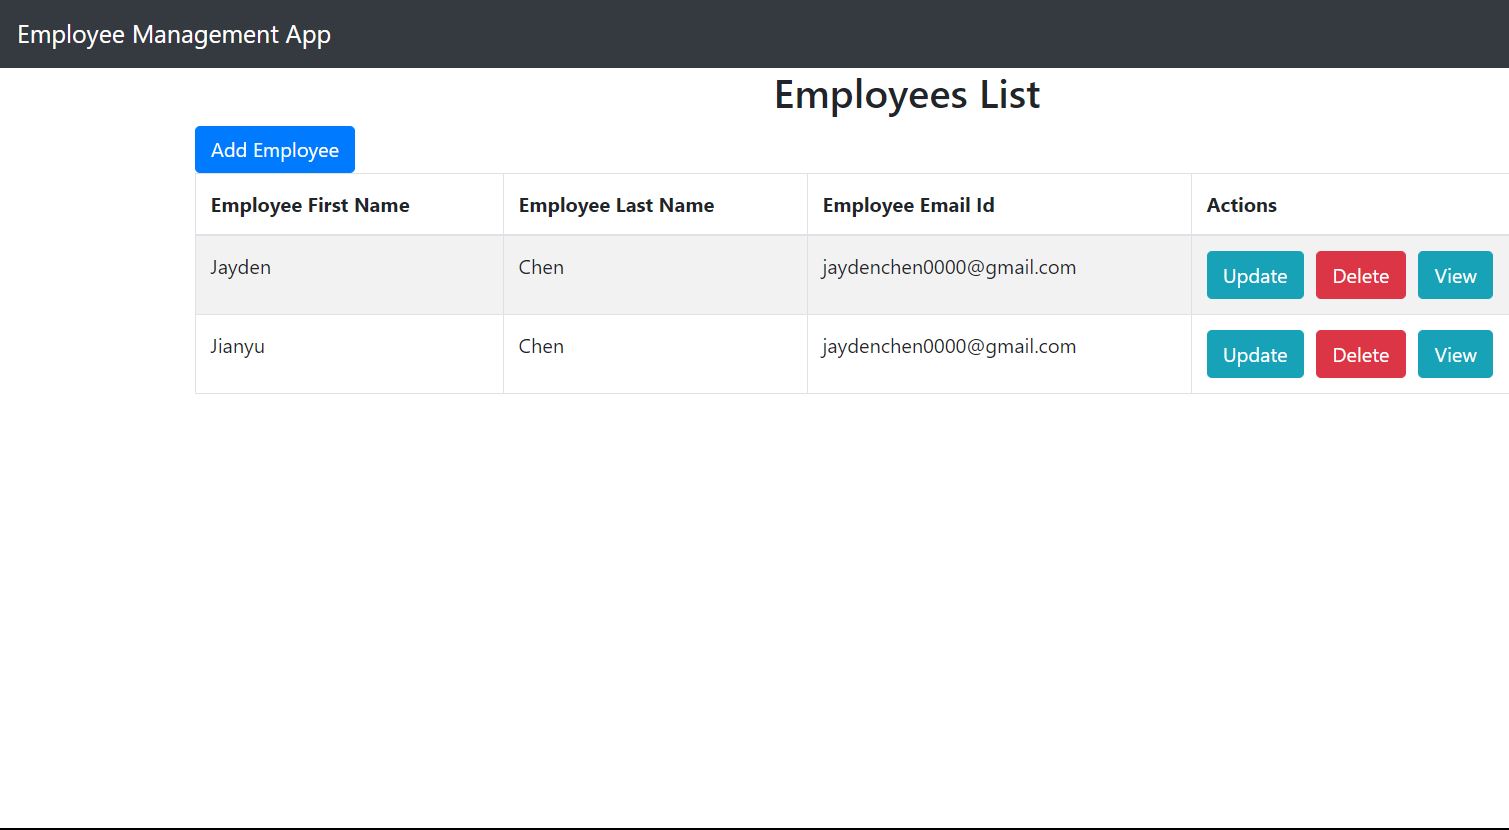 Employee Management App
Employees List
Add Employee
Employee First Name Employee Last Name Employee Email Id Actions
Jayden Chen jaydenchen0000@gmail.com Update Delete View
Jianyu Chen jaydenchen0000@gmail.com Update Delete View